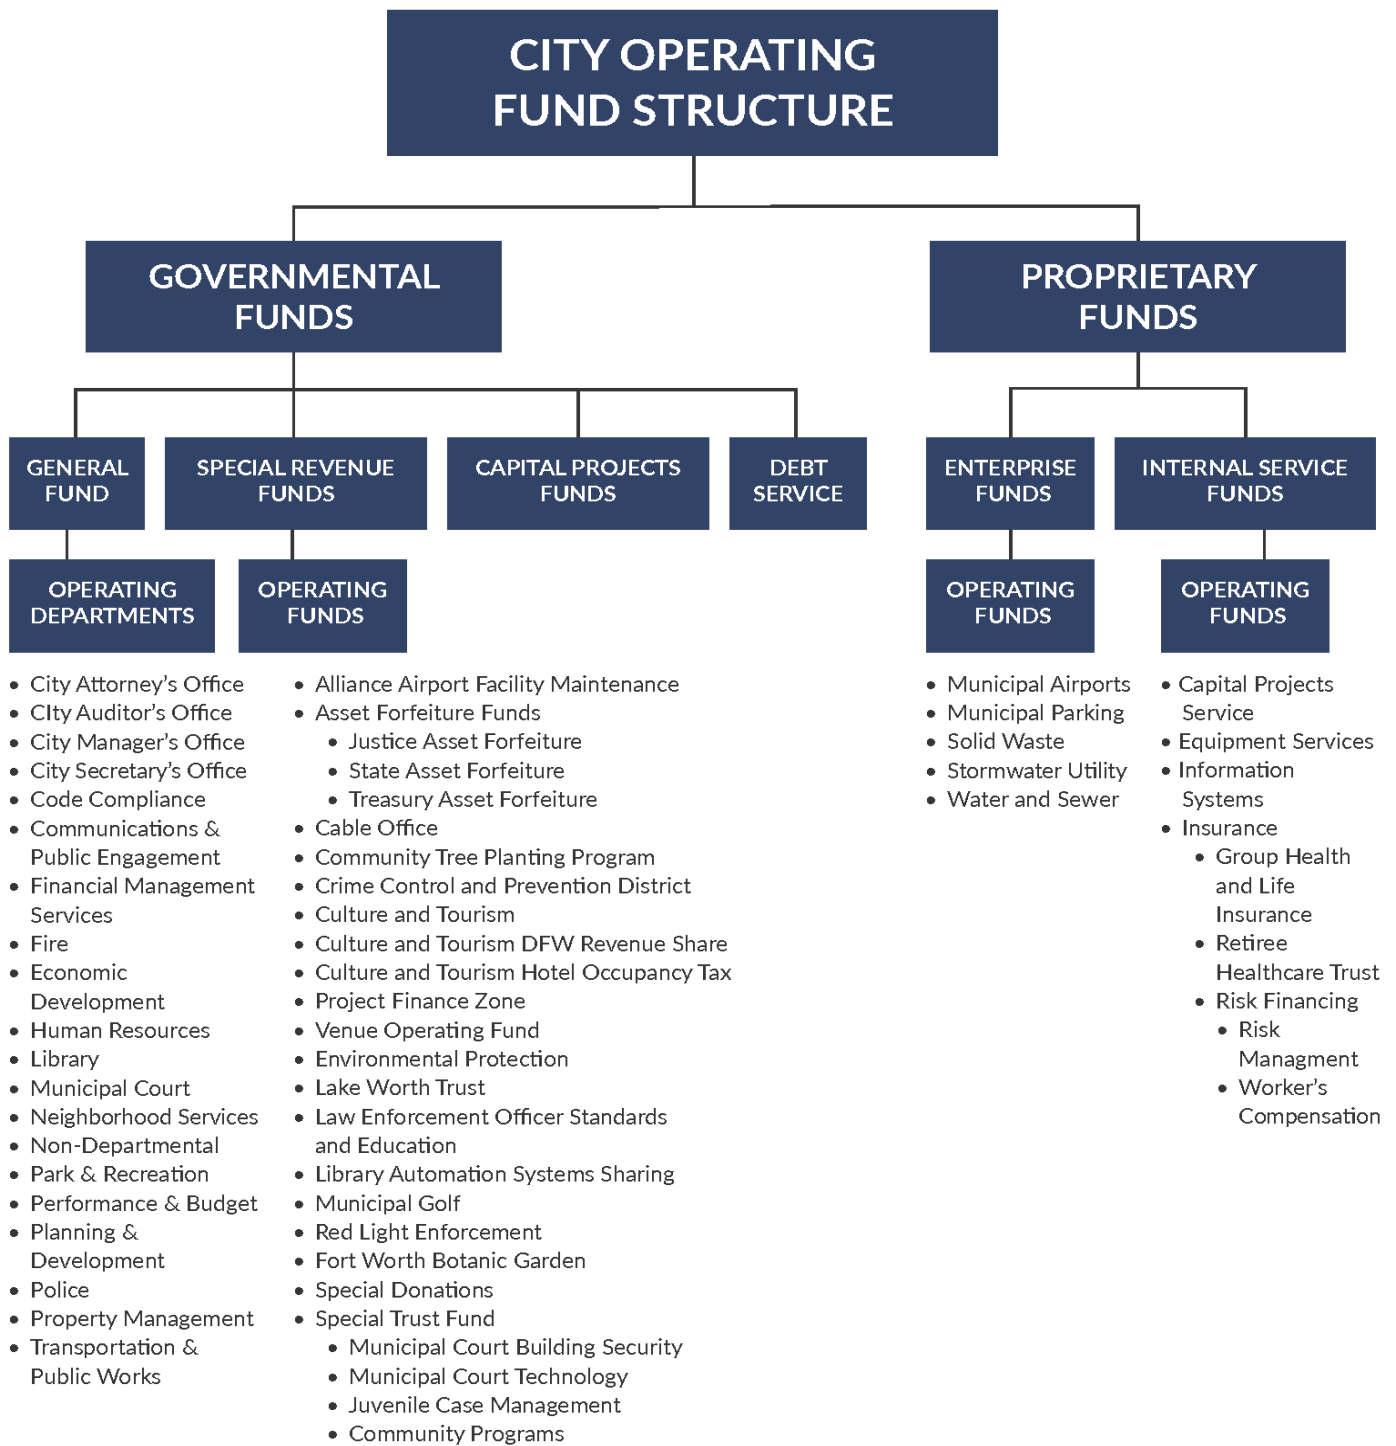 CITY OPERATING
FUND STRUCTURE
GOVERNMENTAL
FUNDS
PROPRIETARY
FUNDS
GENERAL
FUND
SPECIAL REVENUE
FUNDS
CAPITAL PROJECTS
FUNDS
DEBT
SERVICE
ENTERPRISE
FUNDS
INTERNAL SERVICE
FUNDS
OPERATING
DEPARTMENTS
OPERATING
FUNDS
OPERATING
FUNDS
OPERATING
FUNDS
• City Attorney’s Office
• CIty Auditor’s Office
• City Manager’s Office
• City Secretary’s Office
• Code Compliance
• Communications &
Public Engagement
• Financial Management
Services
• Fire
• Economic
Development
• Human Resources
• Library
• Municipal Court
• Neighborhood Services
• Non-Departmental
• Park & Recreation
• Performance & Budget
• Planning &
Development
• Police
• Property Management
• Transportation &
Public Works
• Alliance Airport Facility Maintenance
• Asset Forfeiture Funds
• Justice Asset Forfeiture
• State Asset Forfeiture
• Treasury Asset Forfeiture
• Cable Office
• Community Tree Planting Program
• Crime Control and Prevention District
• Culture and Tourism
• Culture and Tourism DFW Revenue Share
• Culture and Tourism Hotel Occupancy Tax
• Project Finance Zone
• Venue Operating Fund
• Environmental Protection
• Lake Worth Trust
• Law Enforcement Officer Standards
and Education
• Library Automation Systems Sharing
• Municipal Golf
• Red Light Enforcement
• Fort Worth Botanic Garden
• Special Donations
• Special Trust Fund
• Municipal Court Building Security
• Municipal Court Technology
• Juvenile Case Management
• Community Programs
• Municipal Airports
• Municipal Parking
• Solid Waste
• Stormwater Utility
• Water and Sewer
• Capital Projects
Service
• Equipment Services
• Information
Systems
• Insurance
• Group Health
and Life
Insurance
• Retiree
Healthcare Trust
• Risk Financing
• Risk
Managment
• Worker’s
Compensation